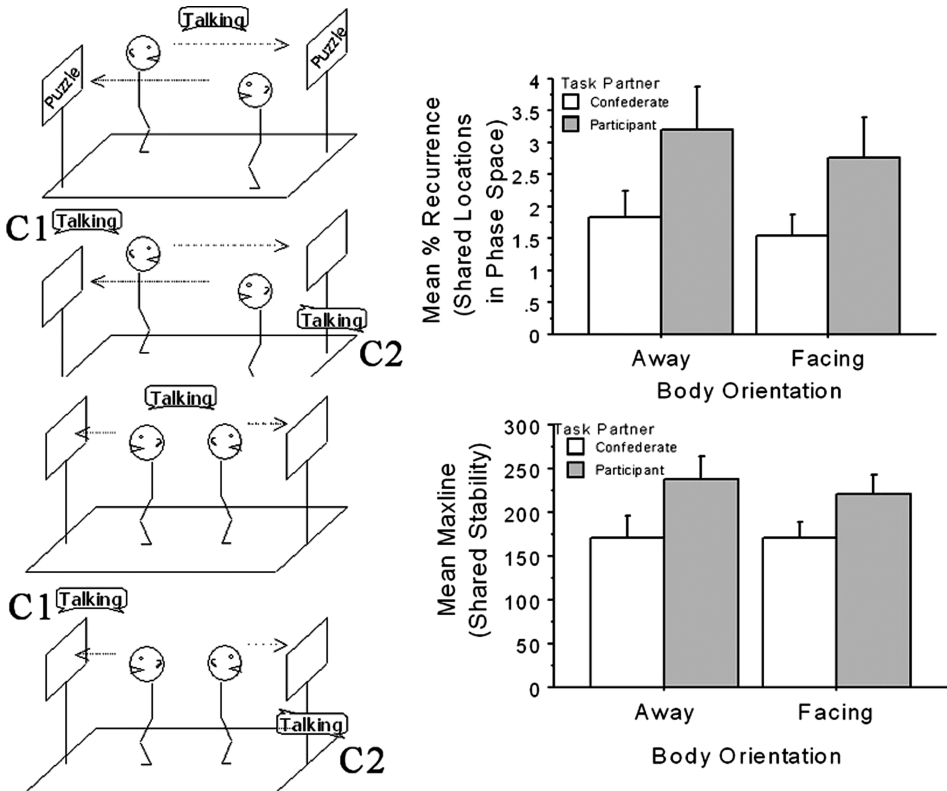 Talking
Puzzle
Puzzle
C1 Talking
Talking
C2
Talking
C1 Talking
Talking
C2
Mean % Recurrence
(Shared Locations
in Phase Space)
4
3.5
3
2.5
2
1.5
1
.5
0
Task Partner
Confederate
Participant
Away
Facing
Body Orientation
Mean Maxline
(Shared Stability)
300
250
200
150
100
50
0
Task Partner
Confederate
Participant
Away
Facing
Body Orientation